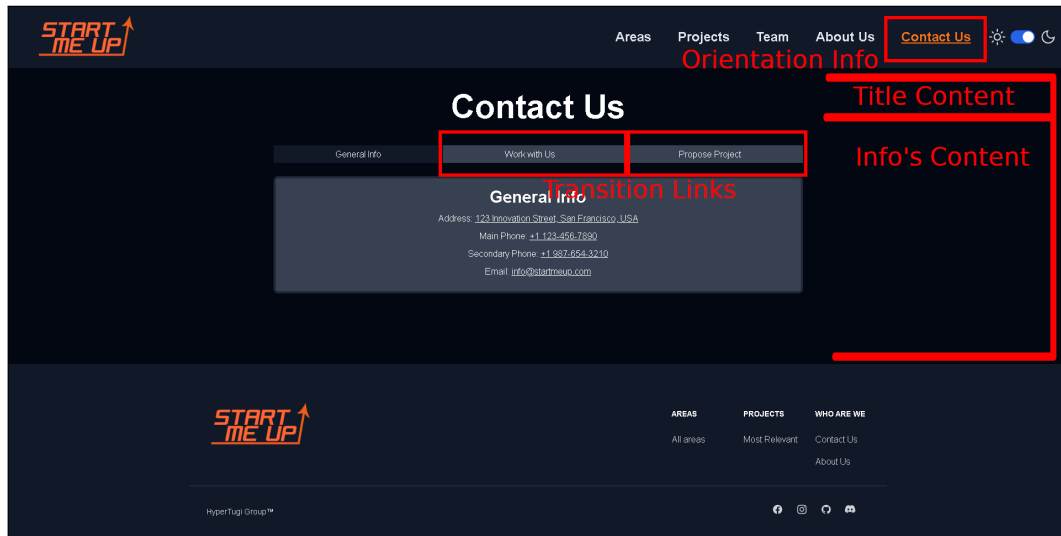 START
ME UP
Areas Projects Team About Us Contact Us
Orientation Info
Title Content
Contact Us
General Info Work with Us Propose Project
Info's Content
Transition Links
General Info
Address: 123 Innovation Street, San Francisco, USA
Main Phone: +1 123-456-7890
Secondary Phone: +1 987-654-3210
Email: info@startmeup.com
START
ME UP
AREAS PROJECTS WHO ARE WE
All areas Most Relevant Contact Us
About Us
HyperTugi Group™